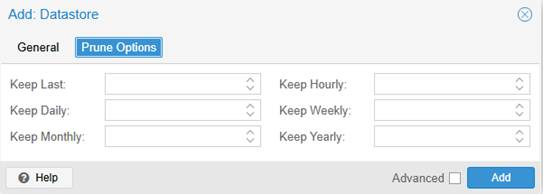 Add: Datastore
General Prune Options
Keep Last: Keep Hourly:
Keep Daily: Keep Weekly:
Keep Monthly: Keep Yearly:
Help Advanced Add